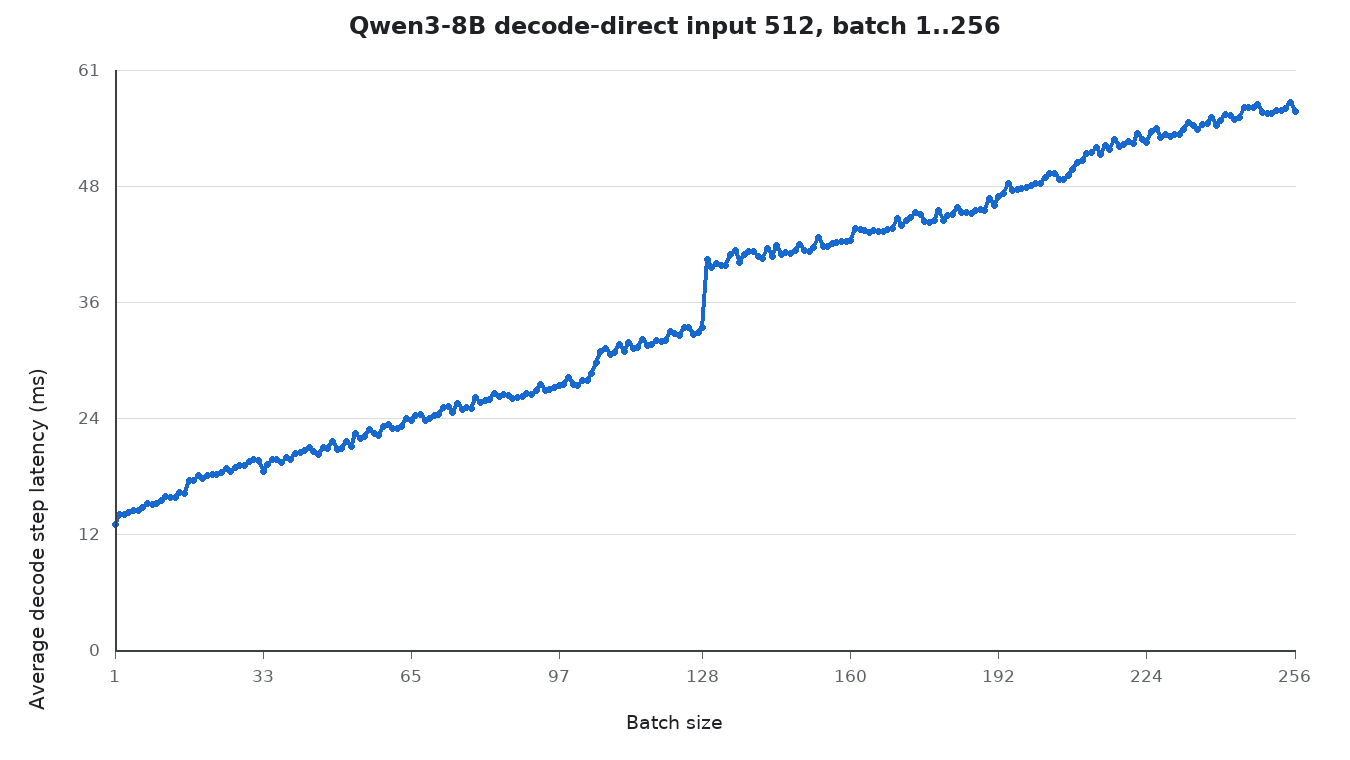 Qwen3-8B decode-direct input 512, batch 1..256
61
48
36
24
12
0
Average decode step latency (ms)
1 33 65 97 128 160 192 224 256
Batch size